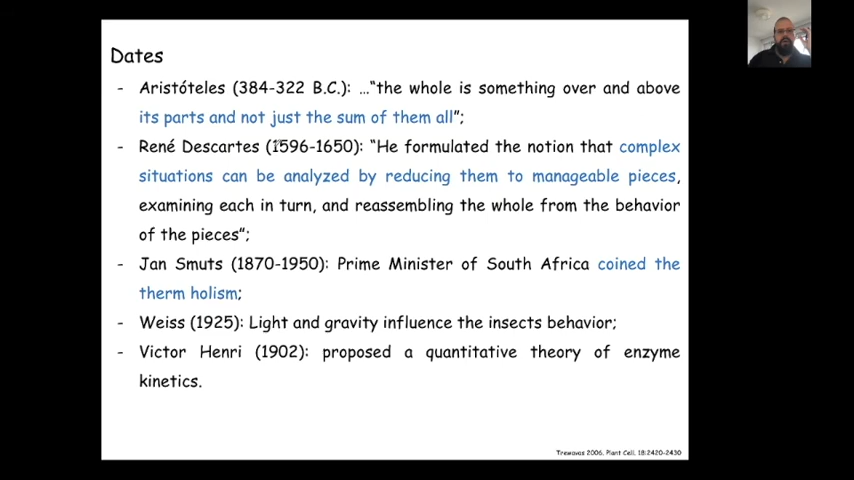 Dates
- Aristóteles (384-322 B.C.): …“the whole is something over and above
its parts and not just the sum of them all”;
- René Descartes (1596-1650): “He formulated the notion that complex
situations can be analyzed by reducing them to manageable pieces,
examining each in turn, and reassembling the whole from the behavior
of the pieces”;
- Jan Smuts (1870-1950): Prime Minister of South Africa coined the
therm holism;
- Weiss (1925): Light and gravity influence the insects behavior;
- Victor Henri (1902): proposed a quantitative theory of enzyme
kinetics.
Trewavas 2006, Plant Cell, 18:2420-2430